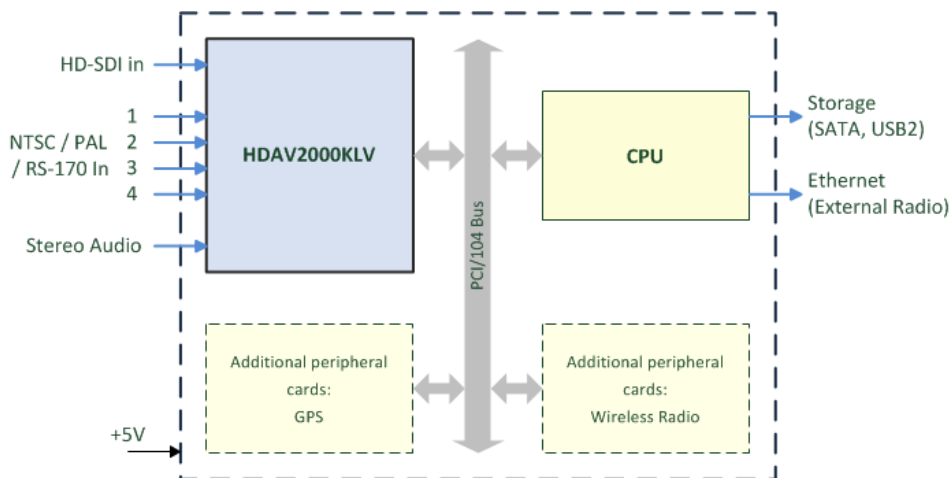 HD-SDI in
1
NTSC / PAL 2
/ RS-170 In 3
4
Stereo Audio
+5V
HDAV2000KLV
PCI/104 Bus
CPU
Storage
(SATA, USB2)
Ethernet
(External Radio)
Additional peripheral
cards:
GPS
Additional peripheral
cards:
Wireless Radio